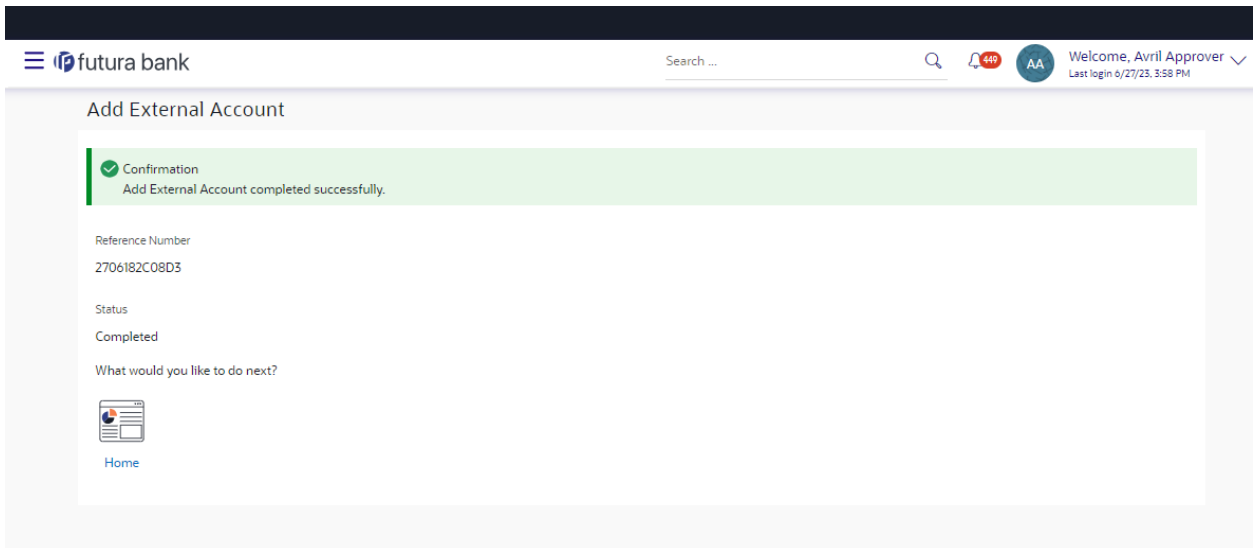 futura bank
Search ...
449
AA
Welcome, Avril Approver
Last login 6/27/23, 3:58 PM
Add External Account
Confirmation
Add External Account completed successfully.
Reference Number
2706182C08D3
Status
Completed
What would you like to do next?
Home